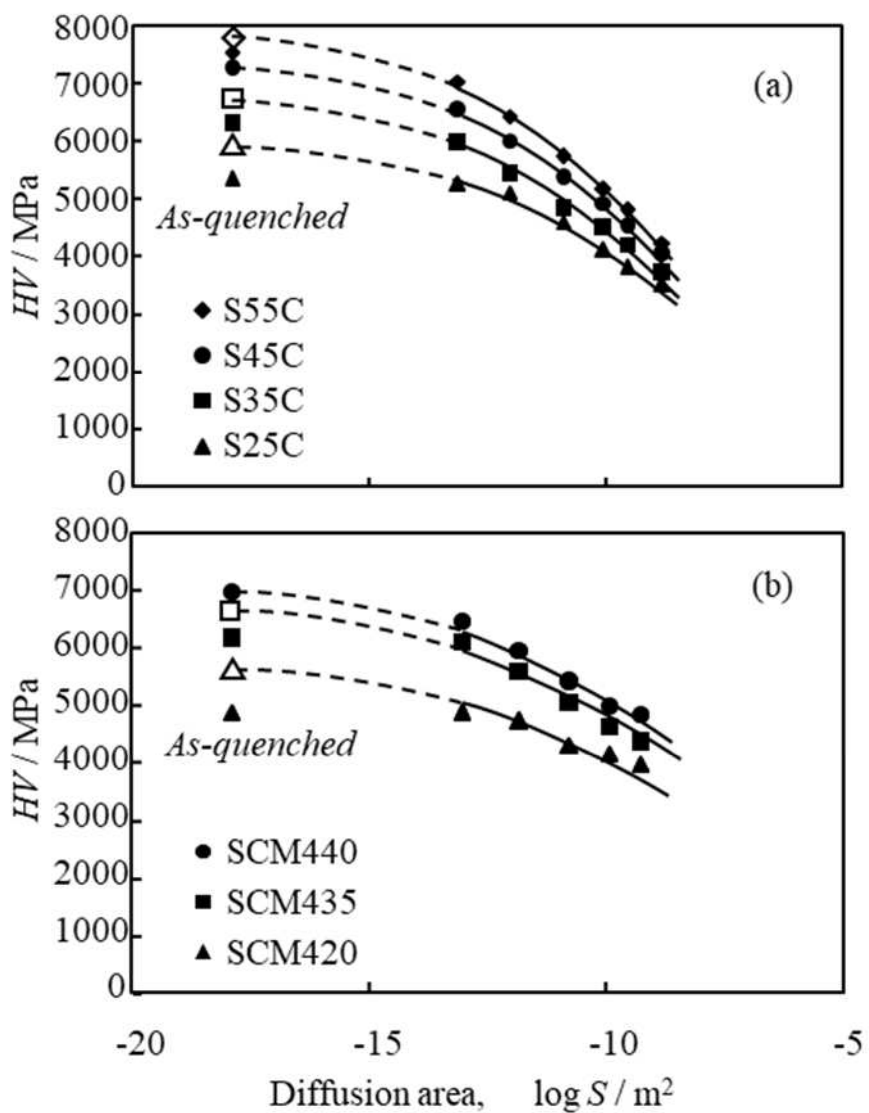 8000
7000
6000
5000
4000
3000
2000
1000
0
HV / MPa
(a)
As-quenched
S55C
S45C
S35C
S25C
8000
7000
6000
5000
4000
3000
2000
1000
0
HV / MPa
(b)
As-quenched
SCM440
SCM435
SCM420
-20 -15 -10 -5
Diffusion area, log S / m²